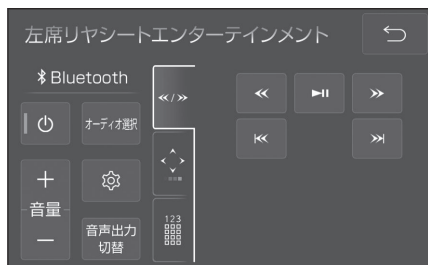 左席リヤシートエンターテインメント
Bluetooth
オーディオ選択
音量
音声出力
切替
123